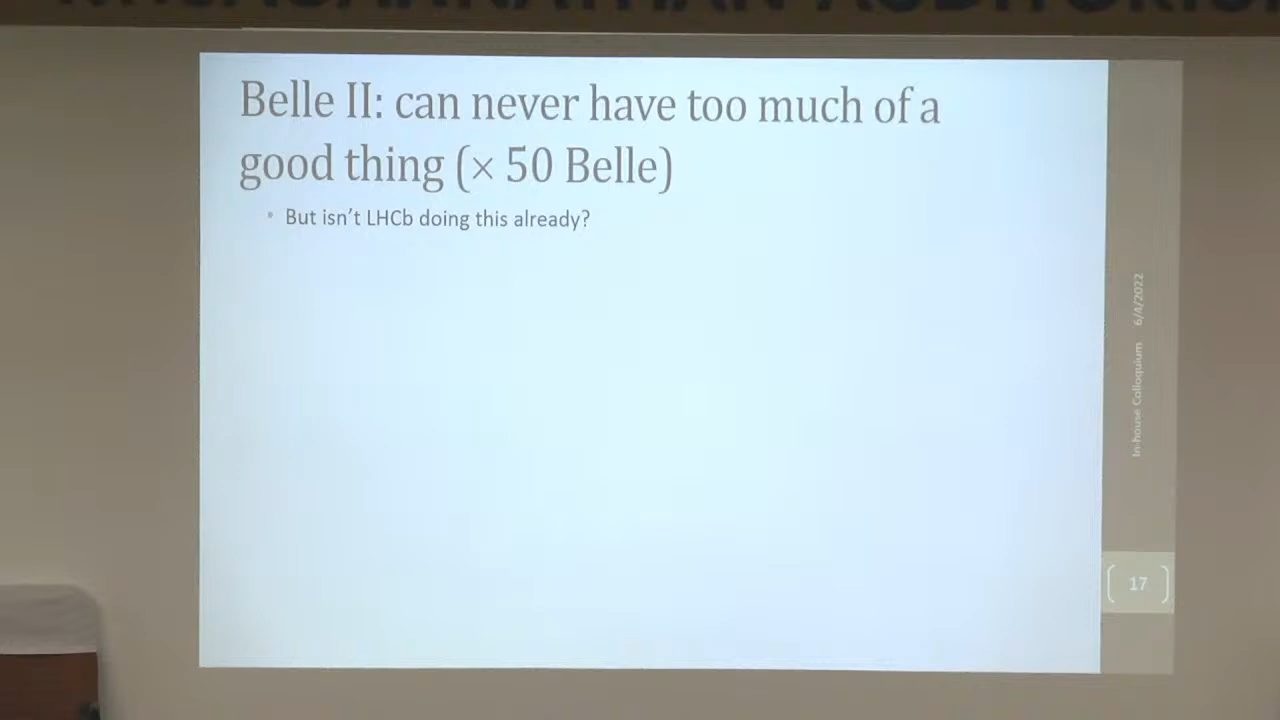 AUDITORIUM
Belle II: can never have too much of a
good thing (× 50 Belle)
• But isn't LHCb doing this already?
In-house Colloquium 6/4/2022
17